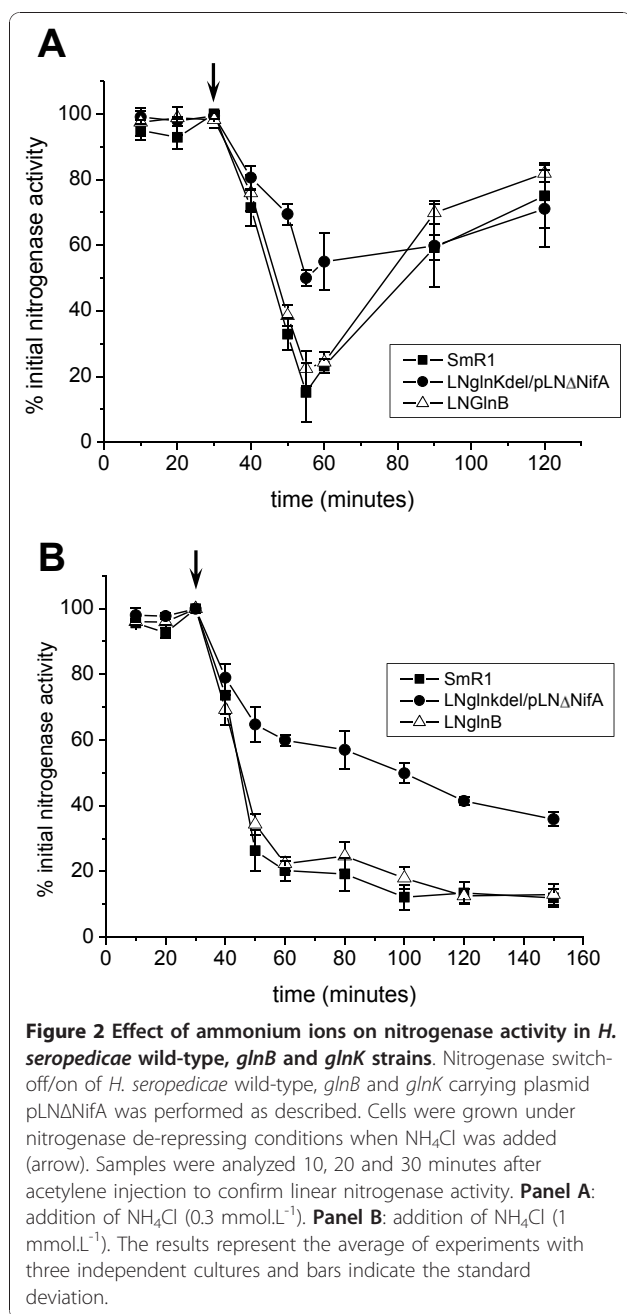 A
% initial nitrogenase activity
100
80
60
40
20
0
SmR1
LNglnKdel/pLNΔNifA
LNGlnB
0 20 40 60 80 100 120
time (minutes)
B
% initial nitrogenase activity
100
80
60
40
20
0
SmR1
LNglnkdel/pLNΔNifA
LNglnB
0 20 40 60 80 100 120 140 160
time (minutes)
Figure 2 Effect of ammonium ions on nitrogenase activity in H.
seropedicae wild-type, glnB and glnK strains. Nitrogenase switch-
off/on of H. seropedicae wild-type, glnB and glnK carrying plasmid
pLNΔNifA was performed as described. Cells were grown under
nitrogenase de-repressing conditions when NH₄Cl was added
(arrow). Samples were analyzed 10, 20 and 30 minutes after
acetylene injection to confirm linear nitrogenase activity. Panel A:
addition of NH₄Cl (0.3 mmol.L⁻¹). Panel B: addition of NH₄Cl (1
mmol.L⁻¹). The results represent the average of experiments with
three independent cultures and bars indicate the standard
deviation.